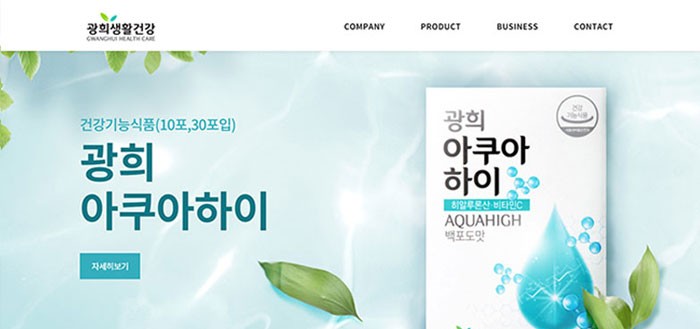 광희생활건강
GWANGHUI HEALTH CARE
COMPANY
PRODUCT
BUSINESS
CONTACT
건강기능식품(10포,30포입)
광희
아쿠아하이
자세히보기
광희
아쿠아
하이
히알루론산·비타민C
AQUAHIGH
백포도맛
건강
기능식품